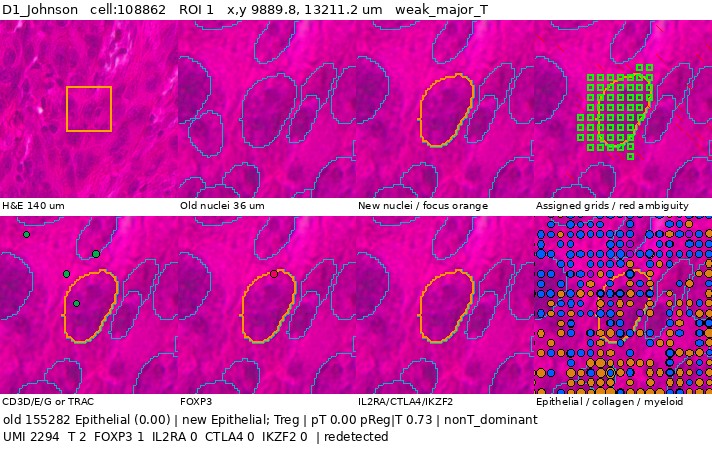 D1_Johnson cell:108862 ROI 1 x,y 9889.8, 13211.2 um weak_major_T
H&E 140 um
Old nuclei 36 um
New nuclei / focus orange
Assigned grids / red ambiguity
CD3D/E/G or TRAC
FOXP3
IL2RA/CTLA4/IKZF2
Epithelial / collagen / myeloid
old 155282 Epithelial (0.00) | new Epithelial; Treg | pT 0.00 pReg|T 0.73 | nonT_dominant
UMI 2294 T 2 FOXP3 1 IL2RA 0 CTLA4 0 IKZF2 0 | redetected